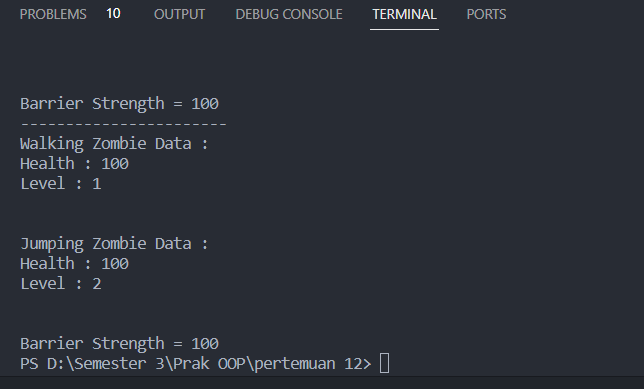 PROBLEMS 10 OUTPUT DEBUG CONSOLE TERMINAL PORTS
Barrier Strength = 100
-----------------------
Walking Zombie Data :
Health : 100
Level : 1
Jumping Zombie Data :
Health : 100
Level : 2
Barrier Strength = 100
PS D:\Semester 3\Prak OOP\pertemuan 12>